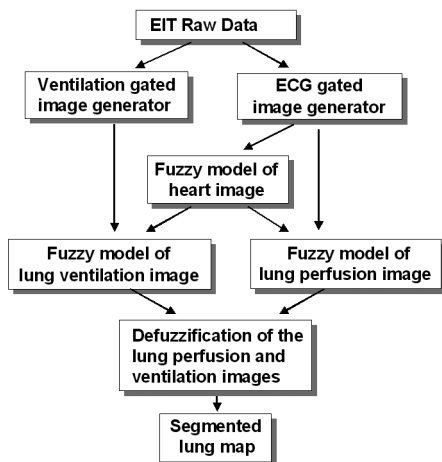 EIT Raw Data
Ventilation gated
image generator
ECG gated
image generator
Fuzzy model of
heart image
Fuzzy model of
lung ventilation image
Fuzzy model of
lung perfusion image
Defuzzification of the
lung perfusion and
ventilation images
Segmented
lung map